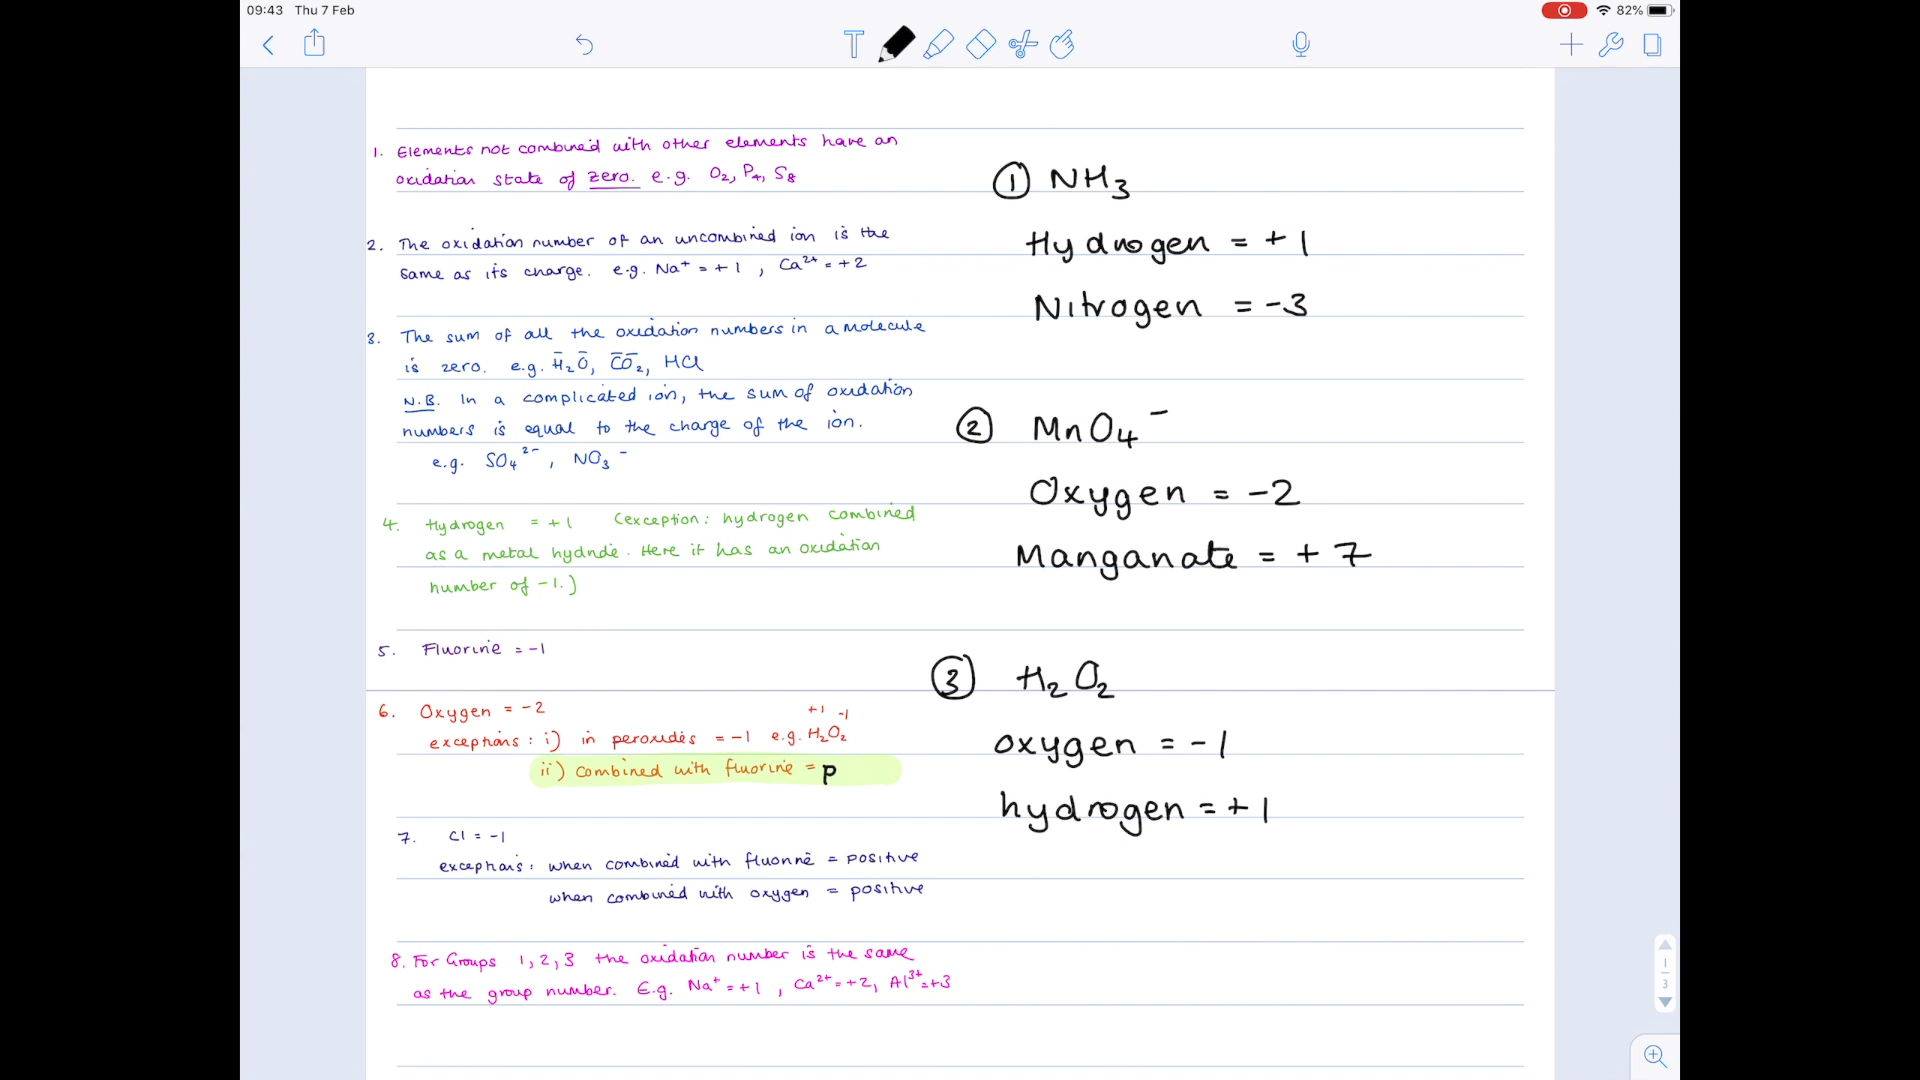 09:43 Thu 7 Feb
82%
1. Elements not combined with other elements have an
oxidation state of zero. e.g. O₂, P₄, S₈
2. The oxidation number of an uncombined ion is the
same as its charge. e.g. Na⁺ = +1 , Ca²⁺ = +2
3. The sum of all the oxidation numbers in a molecule
is zero. e.g. H₂O, CO₂, HCl
N.B. In a complicated ion, the sum of oxidation
numbers is equal to the charge of the ion.
e.g. SO₄²⁻ , NO₃⁻
4. Hydrogen = +1 (exception: hydrogen combined
as a metal hydride. Here it has an oxidation
number of -1.)
5. Fluorine = -1
6. Oxygen = -2
exceptions: i) in peroxides = -1 e.g. H₂O₂
+1 -1
ii) combined with fluorine = p
7. Cl = -1
exceptions: when combined with fluorine = positive
when combined with oxygen = positive
8. For Groups 1, 2, 3 the oxidation number is the same
as the group number. E.g. Na⁺ = +1 , Ca²⁺ = +2, Al³⁺ = +3
① NH₃
Hydrogen = +1
Nitrogen = -3
② MnO₄⁻
Oxygen = -2
Manganate = +7
③ H₂O₂
oxygen = -1
hydrogen = +1
1
3